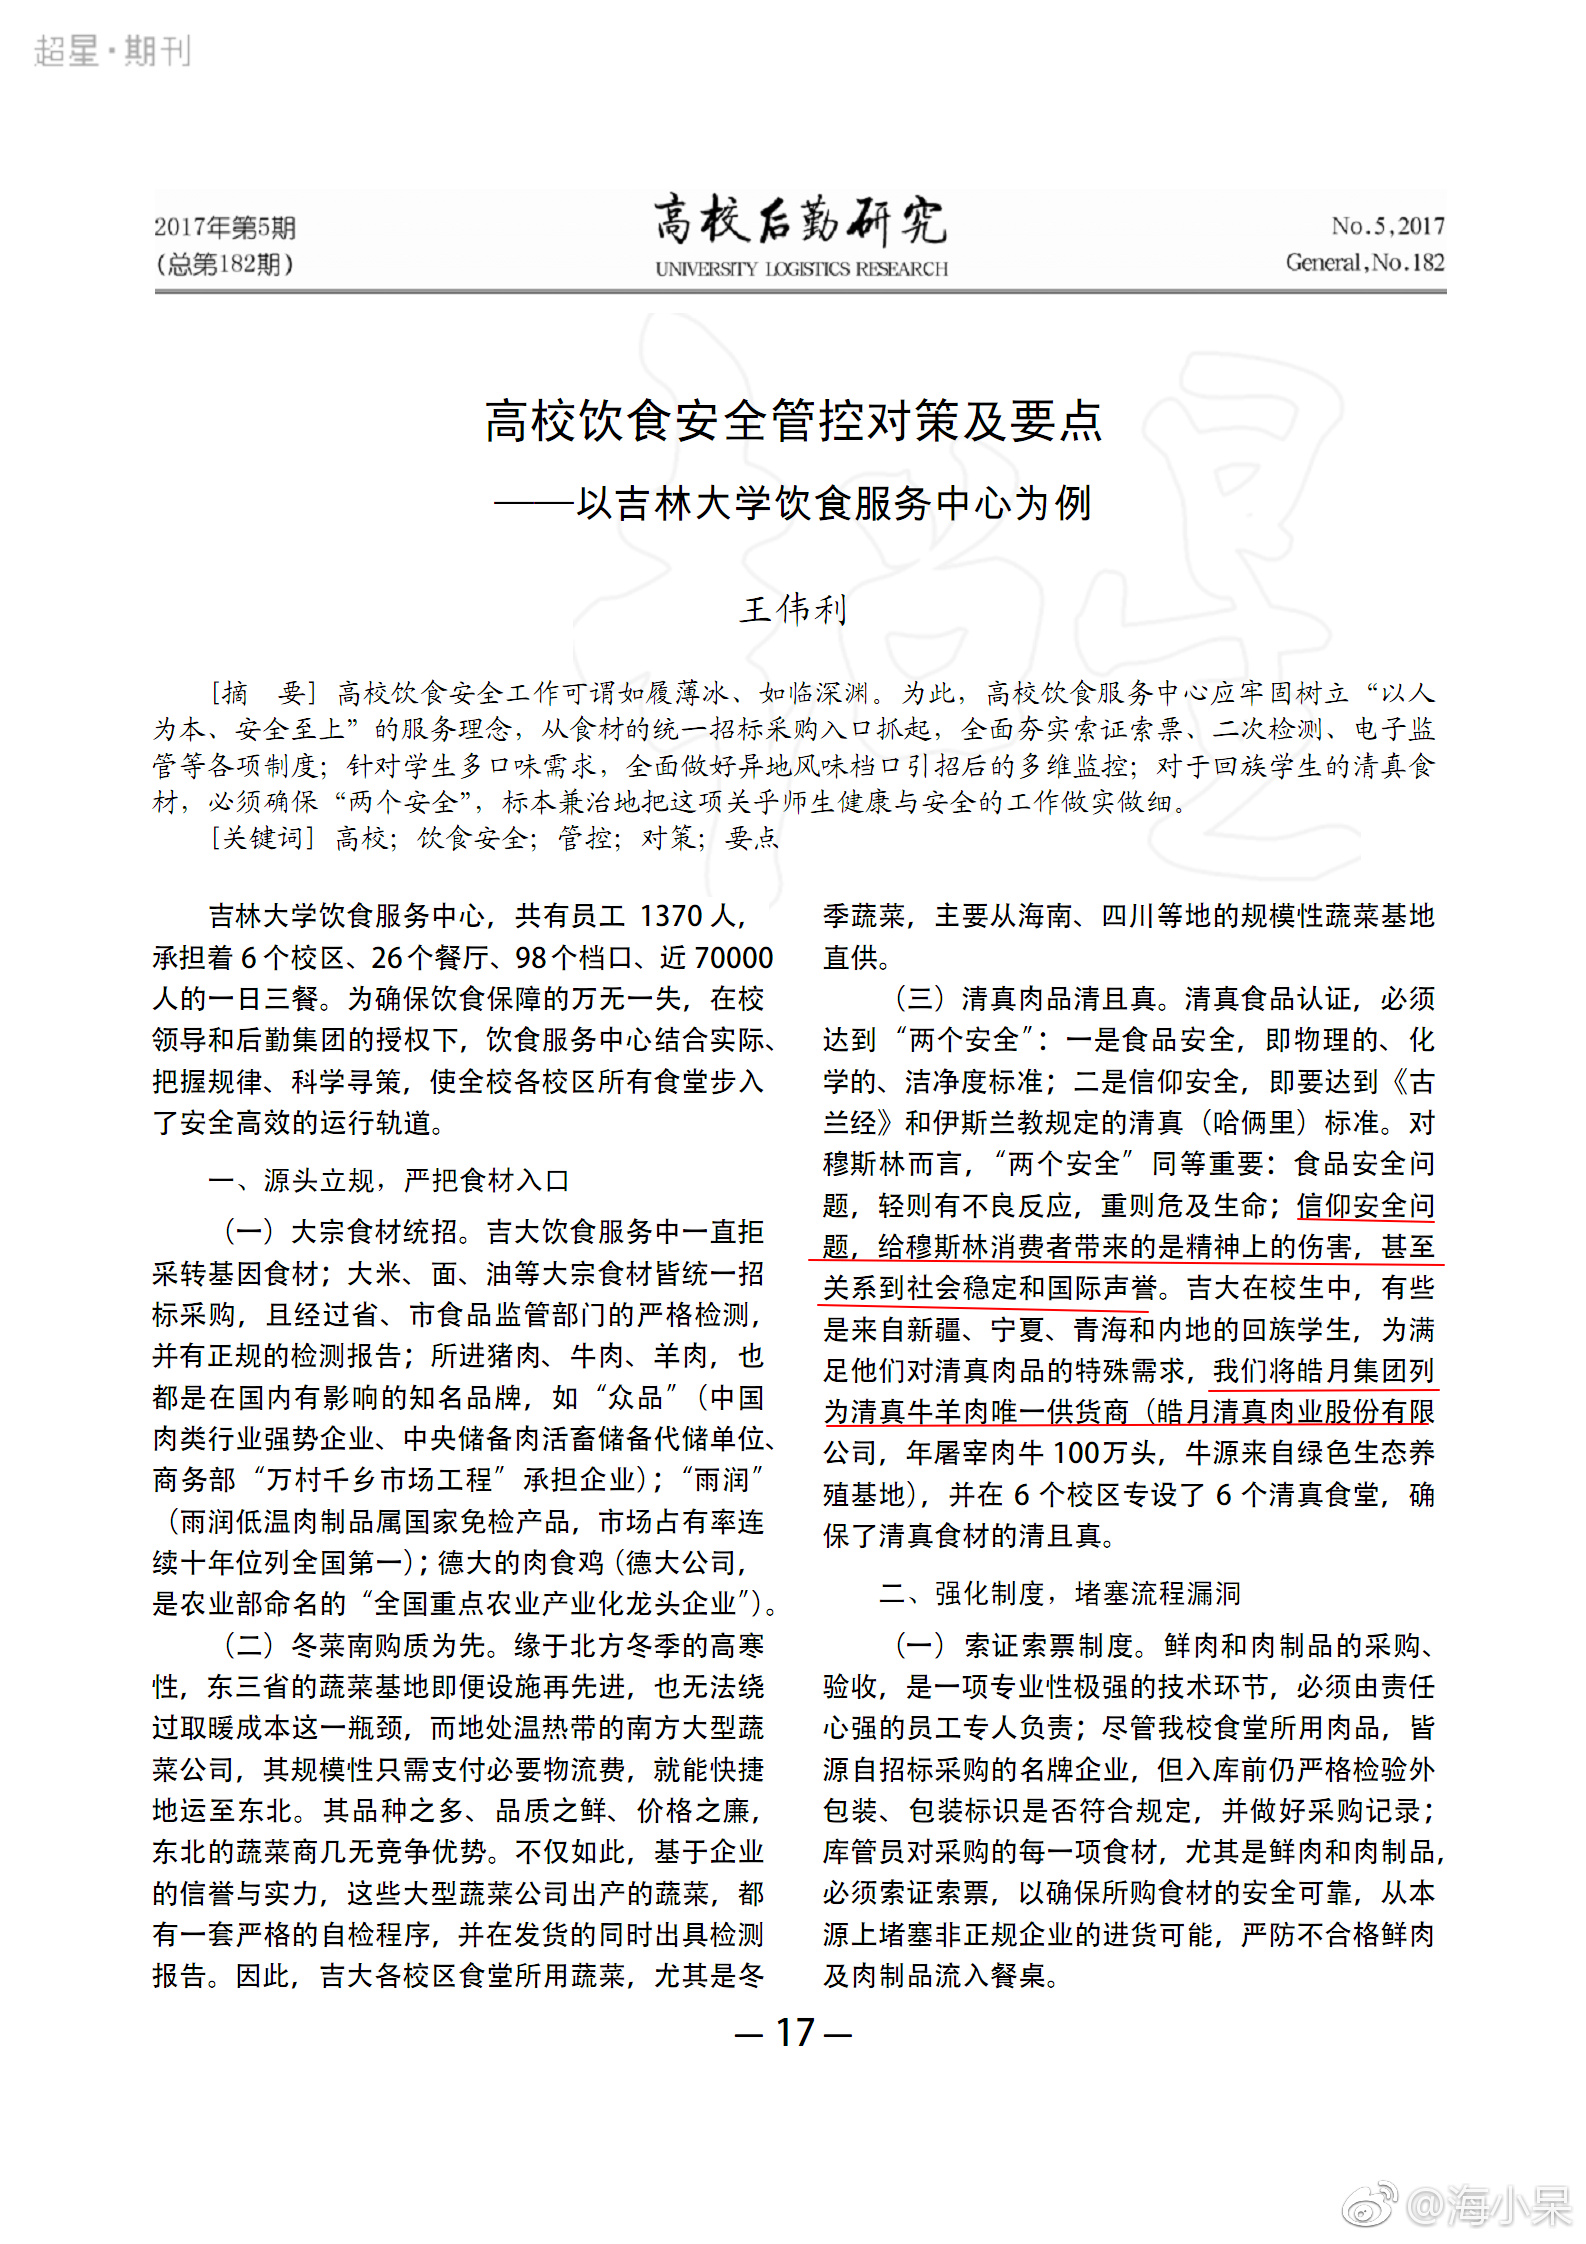 超星·期刊
2017年第5期
(总第182期)
高校后勤研究
UNIVERSITY LOGISTICS RESEARCH
No.5,2017
General,No.182
高校饮食安全管控对策及要点
——以吉林大学饮食服务中心为例
王伟利
[摘　要] 高校饮食安全工作可谓如履薄冰、如临深渊。为此，高校饮食服务中心应牢固树立“以人
为本、安全至上”的服务理念，从食材的统一招标采购入口抓起，全面夯实索证索票、二次检测、电子监
管等各项制度；针对学生多口味需求，全面做好异地风味档口引招后的多维监控；对于回族学生的清真食
材，必须确保“两个安全”，标本兼治地把这项关乎师生健康与安全的工作做实做细。
[关键词] 高校；饮食安全；管控；对策；要点
吉林大学饮食服务中心，共有员工 1370 人，
承担着 6 个校区、26 个餐厅、98 个档口、近 70000
人的一日三餐。为确保饮食保障的万无一失，在校
领导和后勤集团的授权下，饮食服务中心结合实际、
把握规律、科学寻策，使全校各校区所有食堂步入
了安全高效的运行轨道。
一、源头立规，严把食材入口
（一）大宗食材统招。吉大饮食服务中一直拒
采转基因食材；大米、面、油等大宗食材皆统一招
标采购，且经过省、市食品监管部门的严格检测，
并有正规的检测报告；所进猪肉、牛肉、羊肉，也
都是在国内有影响的知名品牌，如“众品”（中国
肉类行业强势企业、中央储备肉活畜储备代储单位、
商务部“万村千乡市场工程”承担企业）；“雨润”
（雨润低温肉制品属国家免检产品，市场占有率连
续十年位列全国第一）；德大的肉食鸡（德大公司，
是农业部命名的“全国重点农业产业化龙头企业”）。
（二）冬菜南购质为先。缘于北方冬季的高寒
性，东三省的蔬菜基地即便设施再先进，也无法绕
过取暖成本这一瓶颈，而地处温热带的南方大型蔬
菜公司，其规模性只需支付必要物流费，就能快捷
地运至东北。其品种之多、品质之鲜、价格之廉，
东北的蔬菜商几无竞争优势。不仅如此，基于企业
的信誉与实力，这些大型蔬菜公司出产的蔬菜，都
有一套严格的自检程序，并在发货的同时出具检测
报告。因此，吉大各校区食堂所用蔬菜，尤其是冬
季蔬菜，主要从海南、四川等地的规模性蔬菜基地
直供。
（三）清真肉品清且真。清真食品认证，必须
达到“两个安全”：一是食品安全，即物理的、化
学的、洁净度标准；二是信仰安全，即要达到《古
兰经》和伊斯兰教规定的清真（哈俩里）标准。对
穆斯林而言，“两个安全”同等重要：食品安全问
题，轻则有不良反应，重则危及生命；信仰安全问
题，给穆斯林消费者带来的是精神上的伤害，甚至
关系到社会稳定和国际声誉。吉大在校生中，有些
是来自新疆、宁夏、青海和内地的回族学生，为满
足他们对清真肉品的特殊需求，我们将皓月集团列
为清真牛羊肉唯一供货商（皓月清真肉业股份有限
公司，年屠宰肉牛 100万头，牛源来自绿色生态养
殖基地），并在 6 个校区专设了 6 个清真食堂，确
保了清真食材的清且真。
二、强化制度，堵塞流程漏洞
（一）索证索票制度。鲜肉和肉制品的采购、
验收，是一项专业性极强的技术环节，必须由责任
心强的员工专人负责；尽管我校食堂所用肉品，皆
源自招标采购的名牌企业，但入库前仍严格检验外
包装、包装标识是否符合规定，并做好采购记录；
库管员对采购的每一项食材，尤其是鲜肉和肉制品，
必须索证索票，以确保所购食材的安全可靠，从本
源上堵塞非正规企业的进货可能，严防不合格鲜肉
及肉制品流入餐桌。
— 17 —
@海小呆